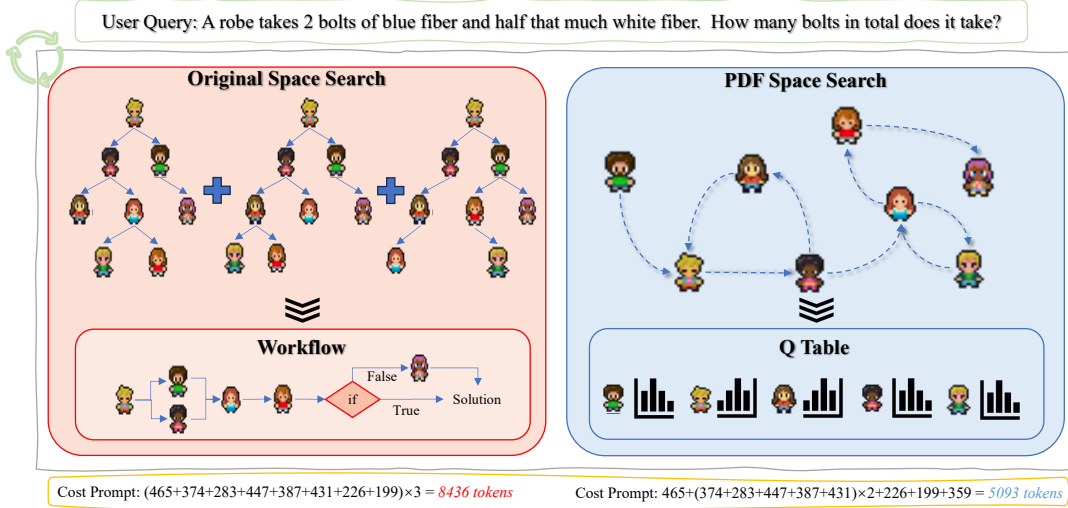 User Query: A robe takes 2 bolts of blue fiber and half that much white fiber. How many bolts in total does it take?
Original Space Search
PDF Space Search
Workflow
False
if
True
Solution
Q Table
Cost Prompt: (465+374+283+447+387+431+226+199)×3 = 8436 tokens
Cost Prompt: 465+(374+283+447+387+431)×2+226+199+359 = 5093 tokens